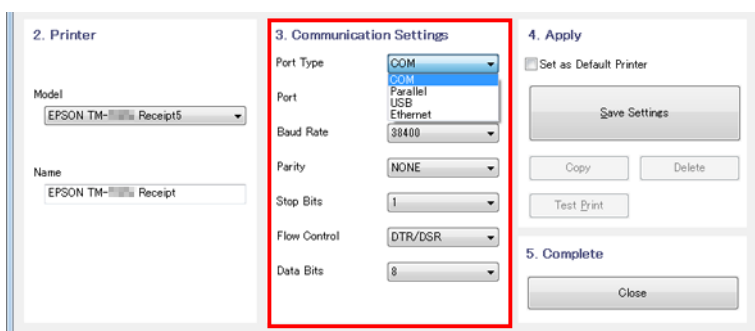 2. Printer
Model
EPSON TM- Receipt5
Name
EPSON TM- Receipt
3. Communication Settings
Port Type
COM
COM
Parallel
USB
Ethernet
Port
Baud Rate
38400
Parity
NONE
Stop Bits
1
Flow Control
DTR/DSR
Data Bits
8
4. Apply
Set as Default Printer
Save Settings
Copy
Delete
Test Print
5. Complete
Close